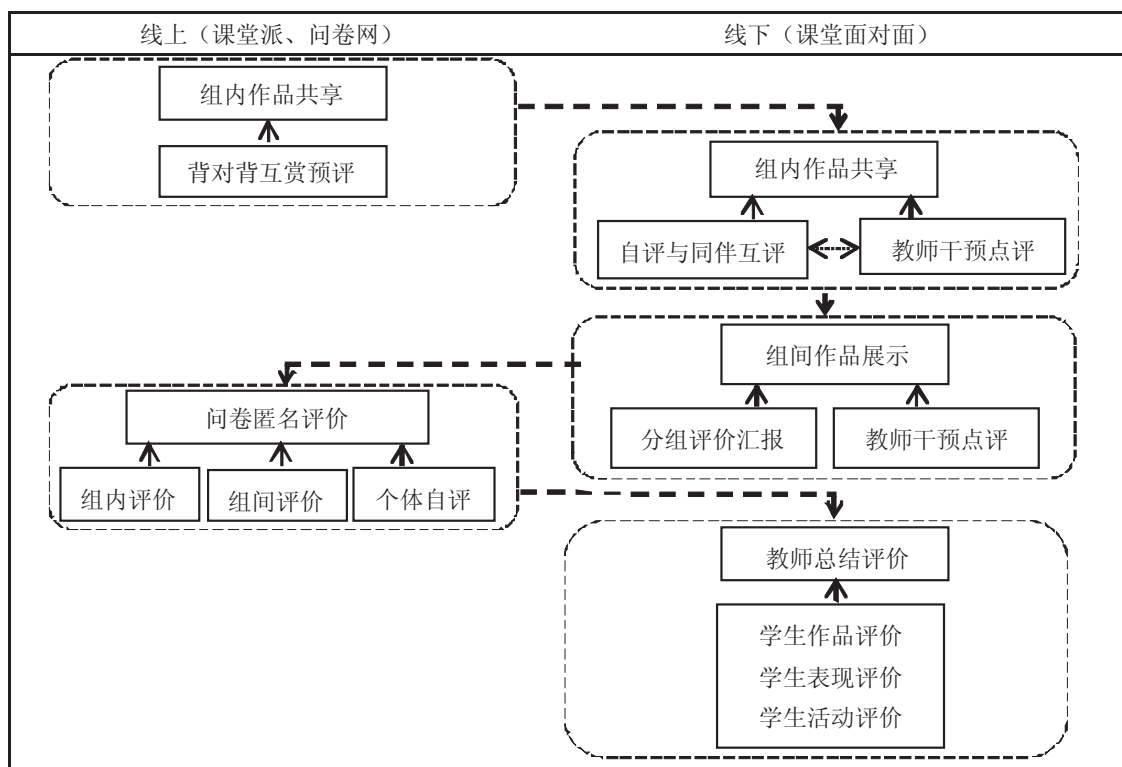 线上（课堂派、问卷网）
线下（课堂面对面）
组内作品共享
背对背互赏预评
组内作品共享
自评与同伴互评
教师干预点评
组间作品展示
分组评价汇报
教师干预点评
问卷匿名评价
组内评价
组间评价
个体自评
教师总结评价
学生作品评价
学生表现评价
学生活动评价